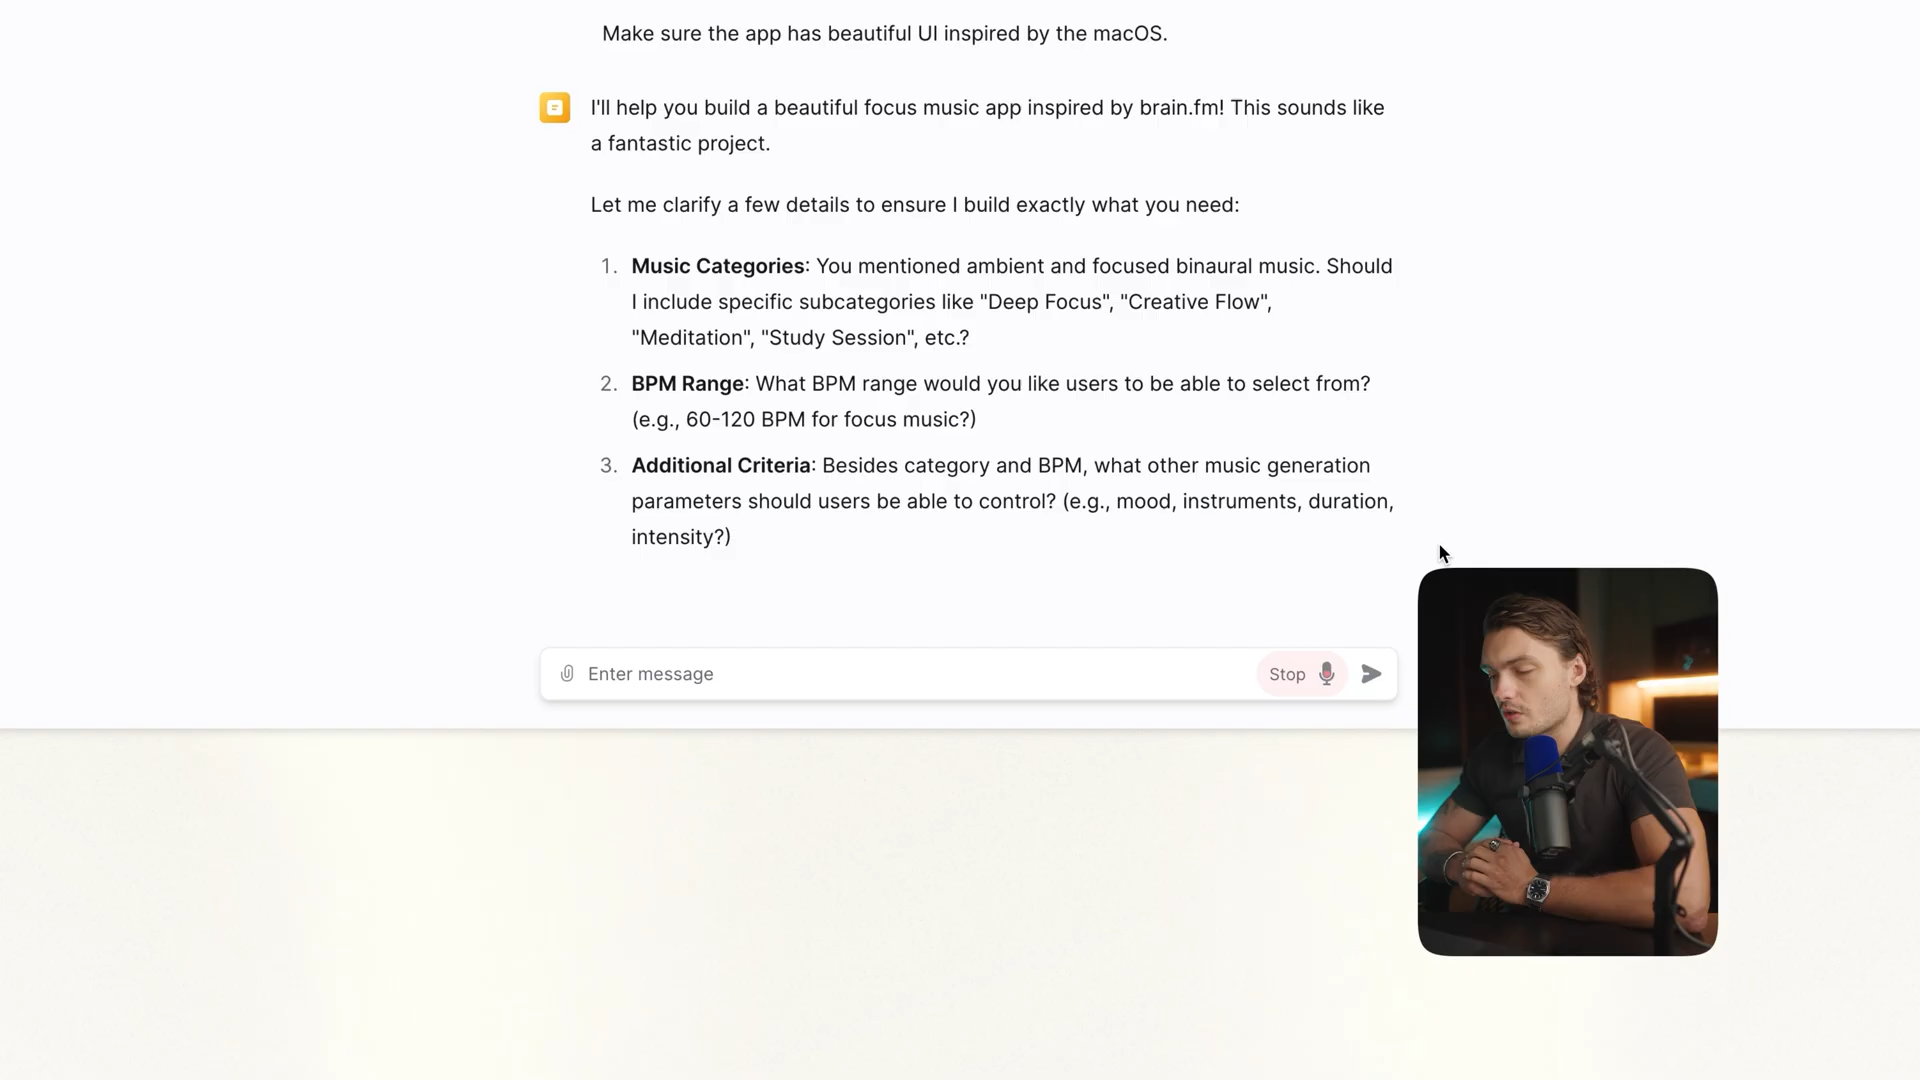 Make sure the app has beautiful UI inspired by the macOS.
I'll help you build a beautiful focus music app inspired by brain.fm! This sounds like
a fantastic project.
Let me clarify a few details to ensure I build exactly what you need:
1. Music Categories: You mentioned ambient and focused binaural music. Should
I include specific subcategories like "Deep Focus", "Creative Flow",
"Meditation", "Study Session", etc.?
2. BPM Range: What BPM range would you like users to be able to select from?
(e.g., 60-120 BPM for focus music?)
3. Additional Criteria: Besides category and BPM, what other music generation
parameters should users be able to control? (e.g., mood, instruments, duration,
intensity?)
Enter message
Stop